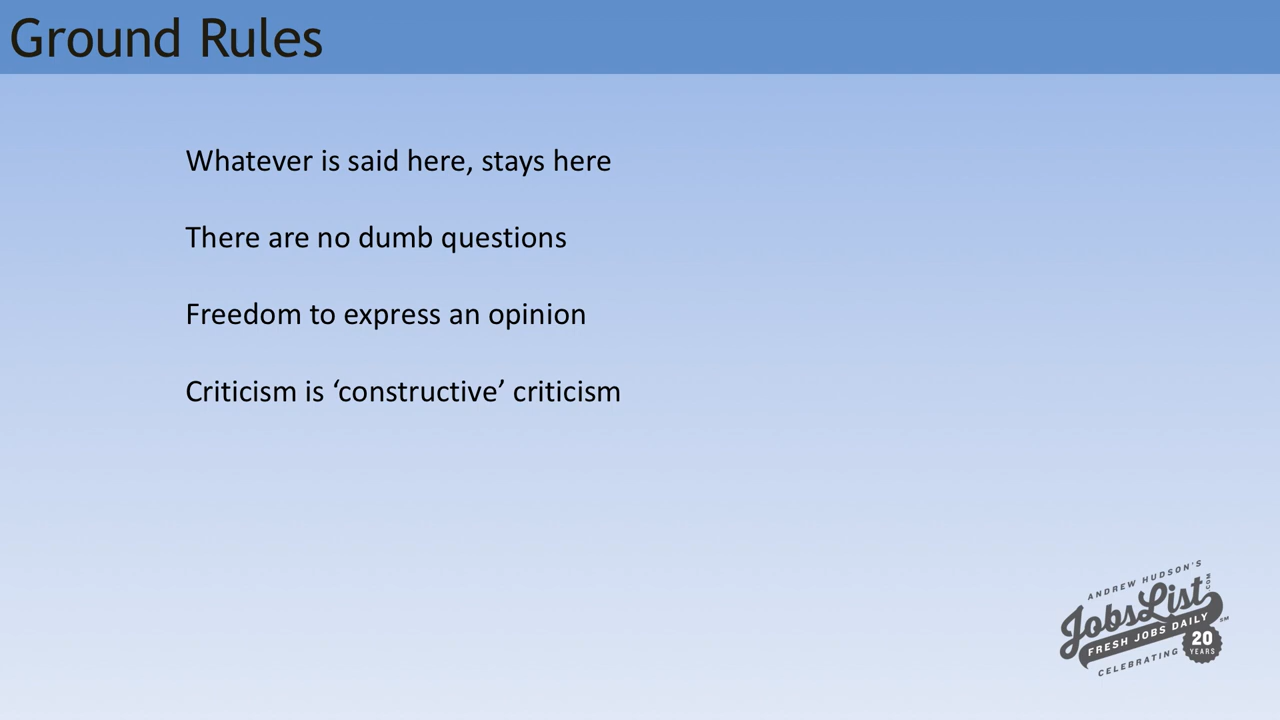 Ground Rules
Whatever is said here, stays here
There are no dumb questions
Freedom to express an opinion
Criticism is ‘constructive’ criticism
ANDREW HUDSON'S
JobsList.COM
FRESH JOBS DAILY SM
CELEBRATING 20 YEARS